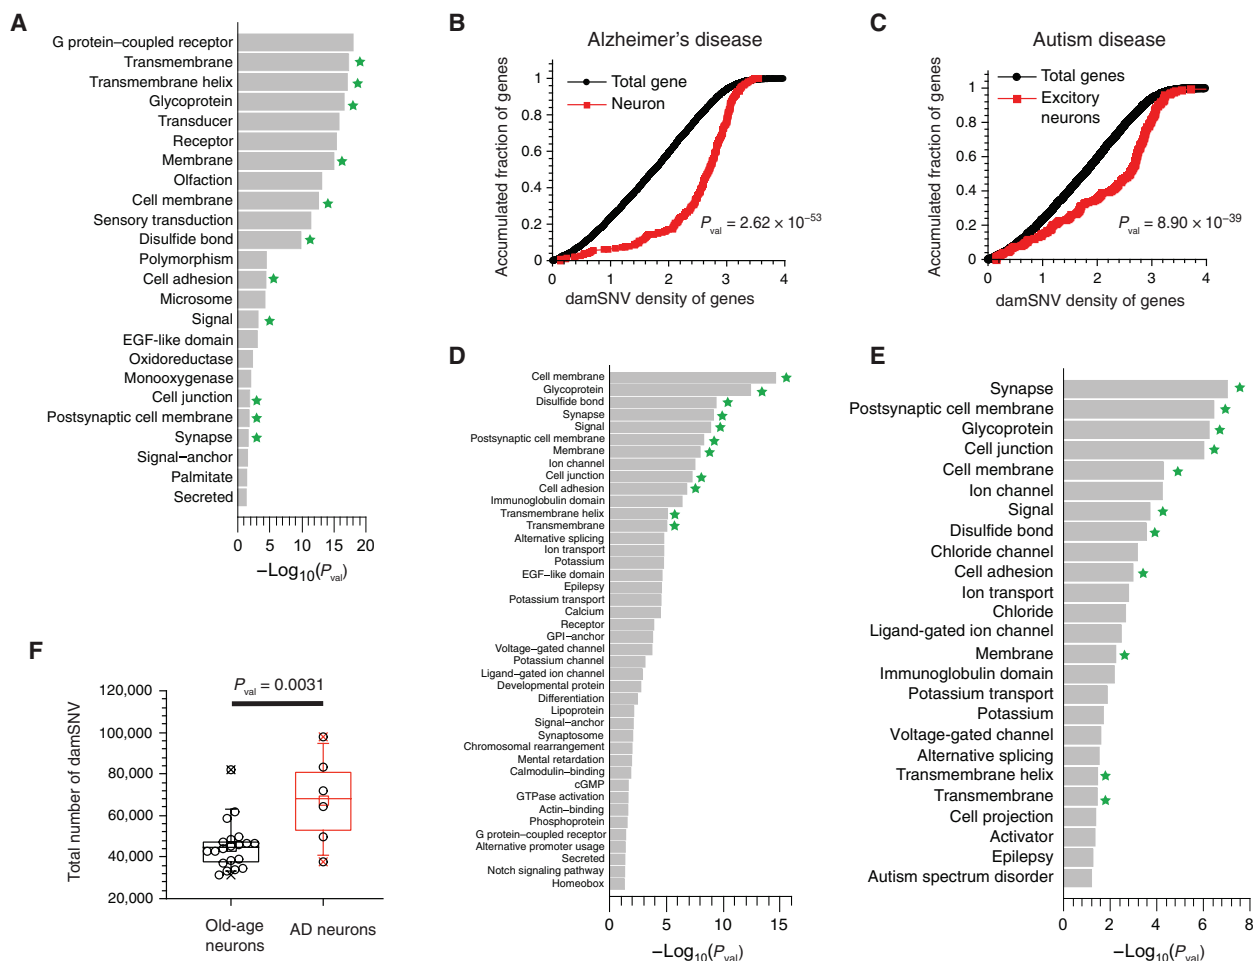 A
G protein–coupled receptor
Transmembrane
Transmembrane helix
Glycoprotein
Transducer
Receptor
Membrane
Olfaction
Cell membrane
Sensory transduction
Disulfide bond
Polymorphism
Cell adhesion
Microsome
Signal
EGF-like domain
Oxidoreductase
Monooxygenase
Cell junction
Postsynaptic cell membrane
Synapse
Signal–anchor
Palmitate
Secreted
0 5 10 15 20
–Log10(Pval)
B
Alzheimer's disease
Accumulated fraction of genes
1
0.8
0.6
0.4
0.2
0
Total gene
Neuron
Pval = 2.62 × 10–53
0 1 2 3 4
damSNV density of genes
C
Autism disease
Accumulated fraction of genes
1
0.8
0.6
0.4
0.2
0
Total genes
Excitory
neurons
Pval = 8.90 × 10–39
0 1 2 3 4
damSNV density of genes
D
Cell membrane
Glycoprotein
Disulfide bond
Synapse
Signal
Postsynaptic cell membrane
Membrane
Ion channel
Cell junction
Cell adhesion
Immunoglobulin domain
Transmembrane helix
Transmembrane
Alternative splicing
Ion transport
Potassium
EGF–like domain
Epilepsy
Potassium transport
Calcium
Receptor
GPI–anchor
Voltage–gated channel
Potassium channel
Ligand–gated ion channel
Developmental protein
Differentiation
Lipoprotein
Signal–anchor
Synaptosome
Chromosomal rearrangement
Mental retardation
Calmodulin–binding
cGMP
GTPase activation
Actin–binding
Phosphoprotein
G protein–coupled receptor
Alternative promoter usage
Secreted
Notch signaling pathway
Homeobox
0 5 10 15
–Log10(Pval)
E
Synapse
Postsynaptic cell membrane
Glycoprotein
Cell junction
Cell membrane
Ion channel
Signal
Disulfide bond
Chloride channel
Cell adhesion
Ion transport
Chloride
Ligand-gated ion channel
Membrane
Immunoglobulin domain
Potassium transport
Potassium
Voltage-gated channel
Alternative splicing
Transmembrane helix
Transmembrane
Cell projection
Activator
Epilepsy
Autism spectrum disorder
0 2 4 6 8
–Log10(Pval)
F
Total number of damSNV
120,000
100,000
80,000
60,000
40,000
20,000
Pval = 0.0031
Old-age
neurons
AD neurons